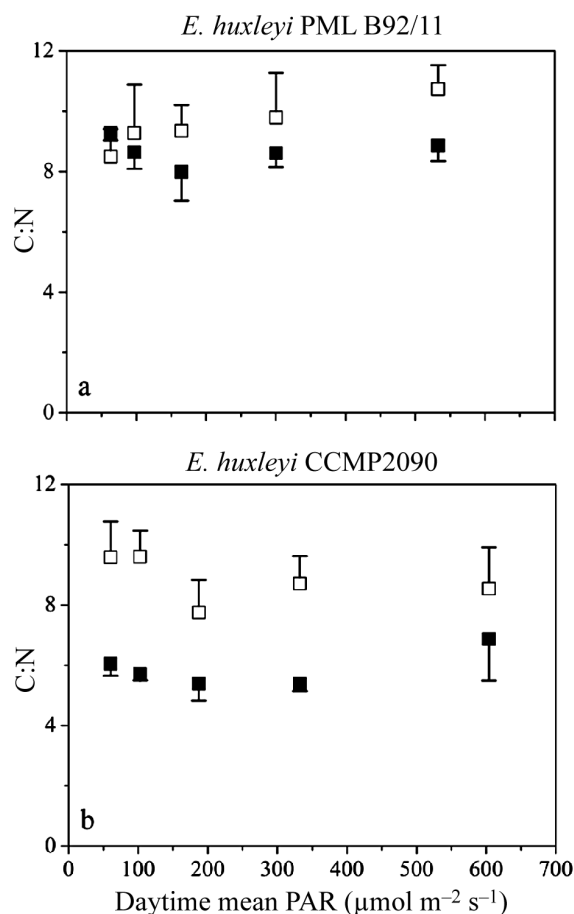 E. huxleyi PML B92/11
12
8
4
0
C:N
a
E. huxleyi CCMP2090
12
8
4
0
C:N
b
0 100 200 300 400 500 600 700
Daytime mean PAR (µmol m⁻² s⁻¹)